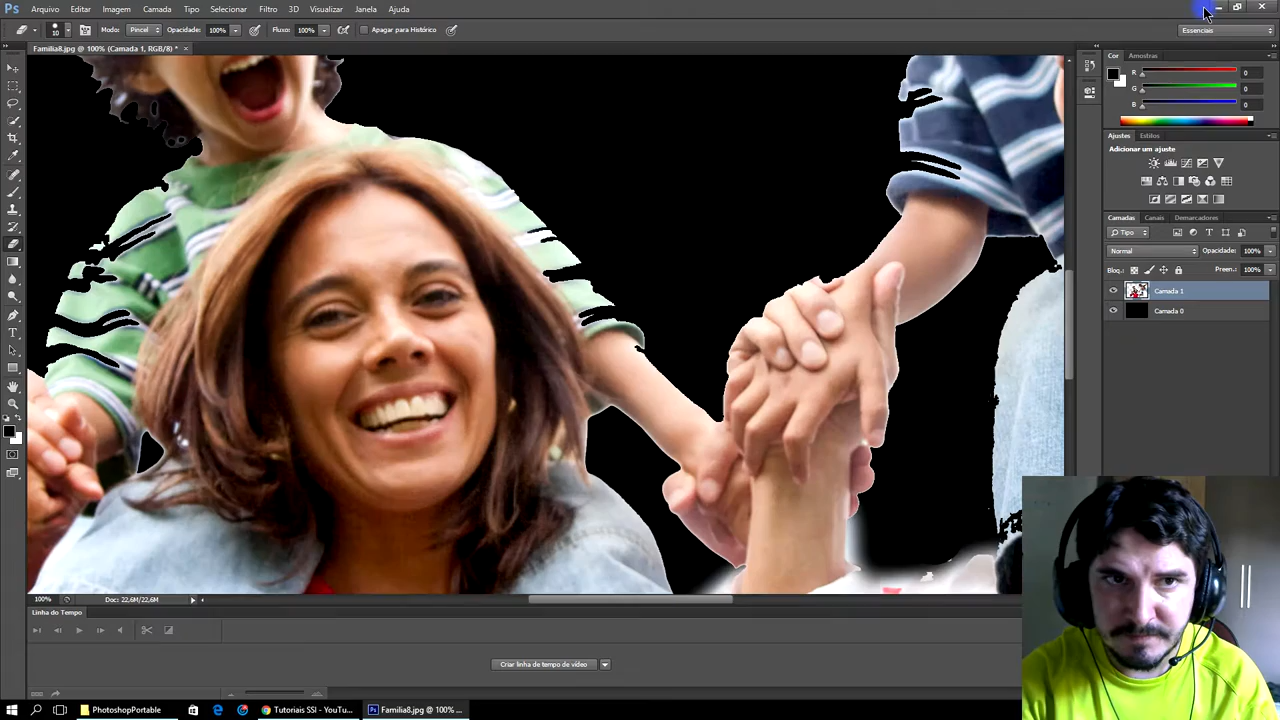 Ps Arquivo Editar Imagem Camada Tipo Selecionar Filtro 3D Visualizar Janela Ajuda
10 Modo: Pincel Opacidade: 100% Fluxo: 100% Apagar para Histórico Essenciais
Familia8.jpg @ 100% (Camada 1, RGB/8) * ×
Cor Amostras
R 0
G 0
B 0
Ajustes Estilos
Adicionar um ajuste
Camadas Canais Demarcadores
Tipo
Normal Opacidade: 100%
Bloq.: Preen.: 100%
Camada 1
Camada 0
100% Doc: 22,6M/22,6M
Linha do Tempo
Criar linha de tempo de vídeo
PhotoshopPortable Tutoriais SSI - YouTu... Familia8.jpg @ 100%...